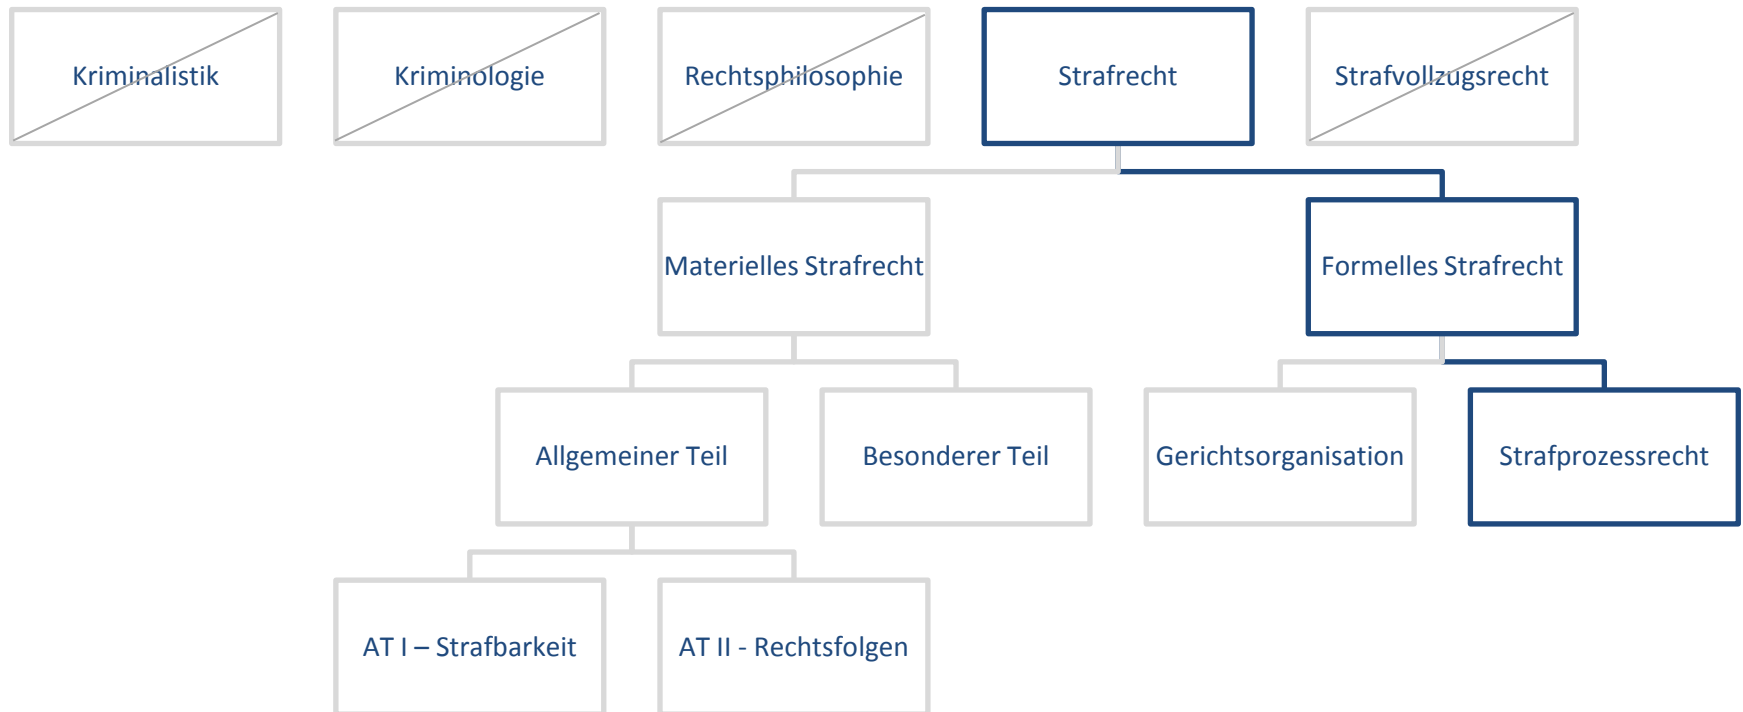 Kriminalistik
Kriminologie
Rechtsphilosophie
Strafrecht
Strafvollzugsrecht
Materielles Strafrecht
Formelles Strafrecht
Allgemeiner Teil
Besonderer Teil
Gerichtsorganisation
Strafprozessrecht
AT I – Strafbarkeit
AT II - Rechtsfolgen